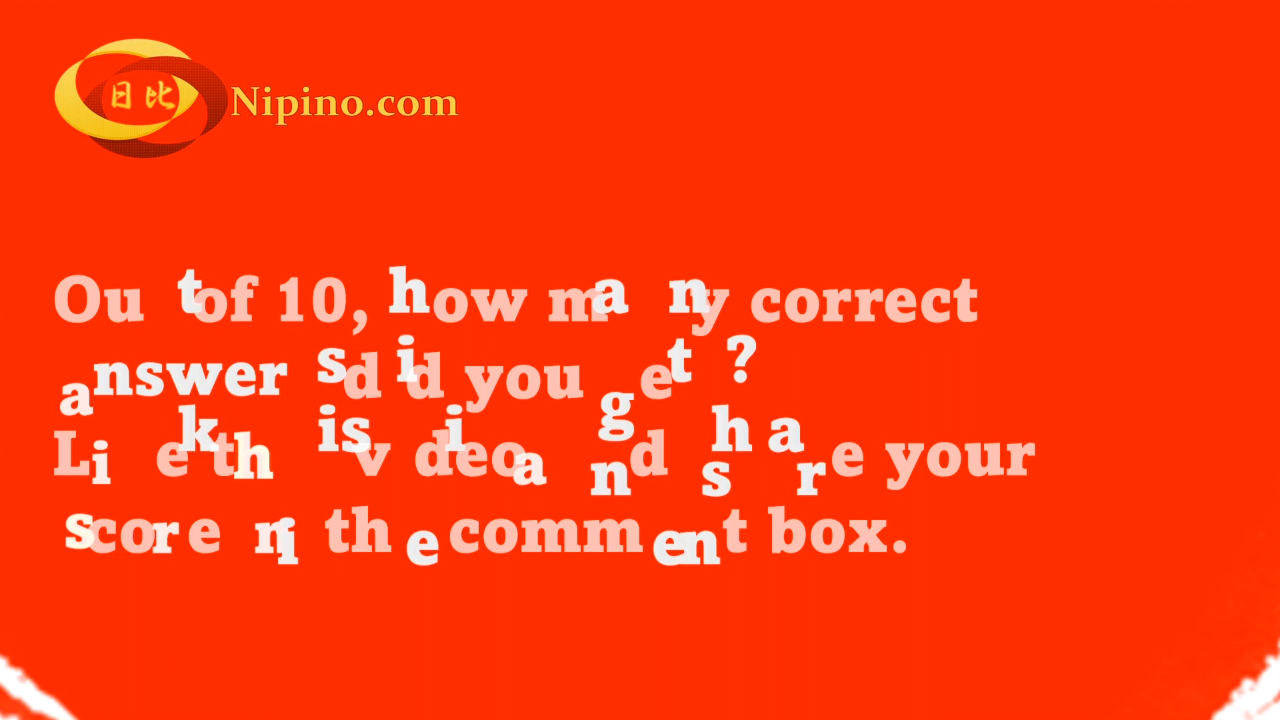 日比 Nipino.com
Out of 10, how many correct
answers did you get?
Like this video and share your
score in the comment box.